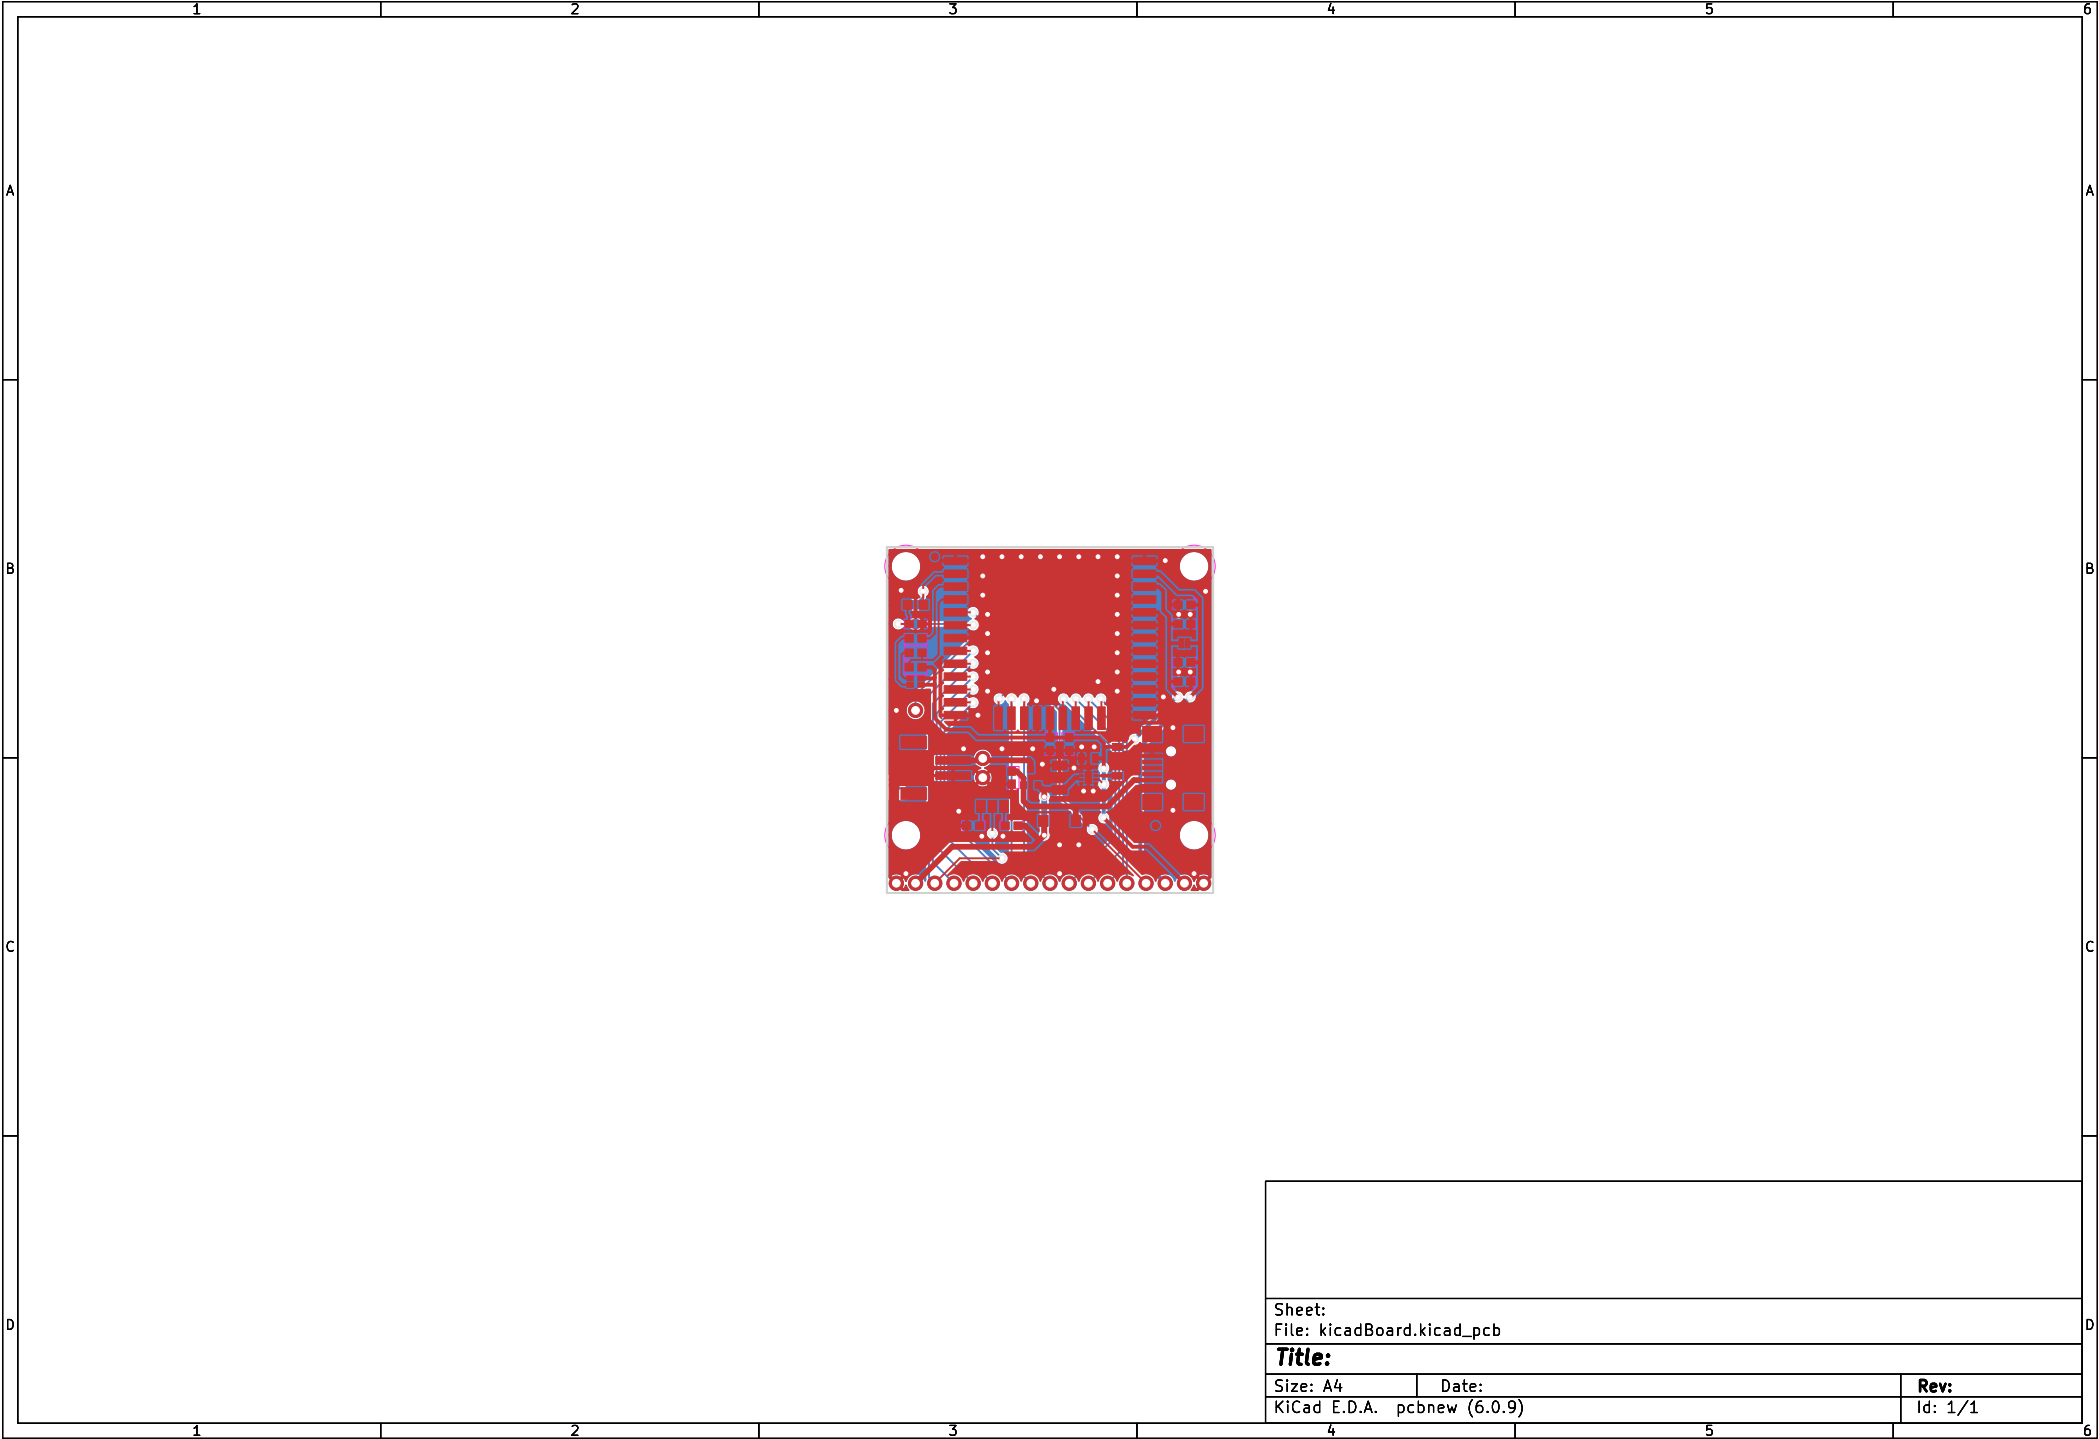 1 2 3 4 5 6
A A
B B
C C
D D
Sheet:
File: kicadBoard.kicad_pcb
Title:
Size: A4 Date: Rev:
KiCad E.D.A. pcbnew (6.0.9) Id: 1/1
1 2 3 4 5 6